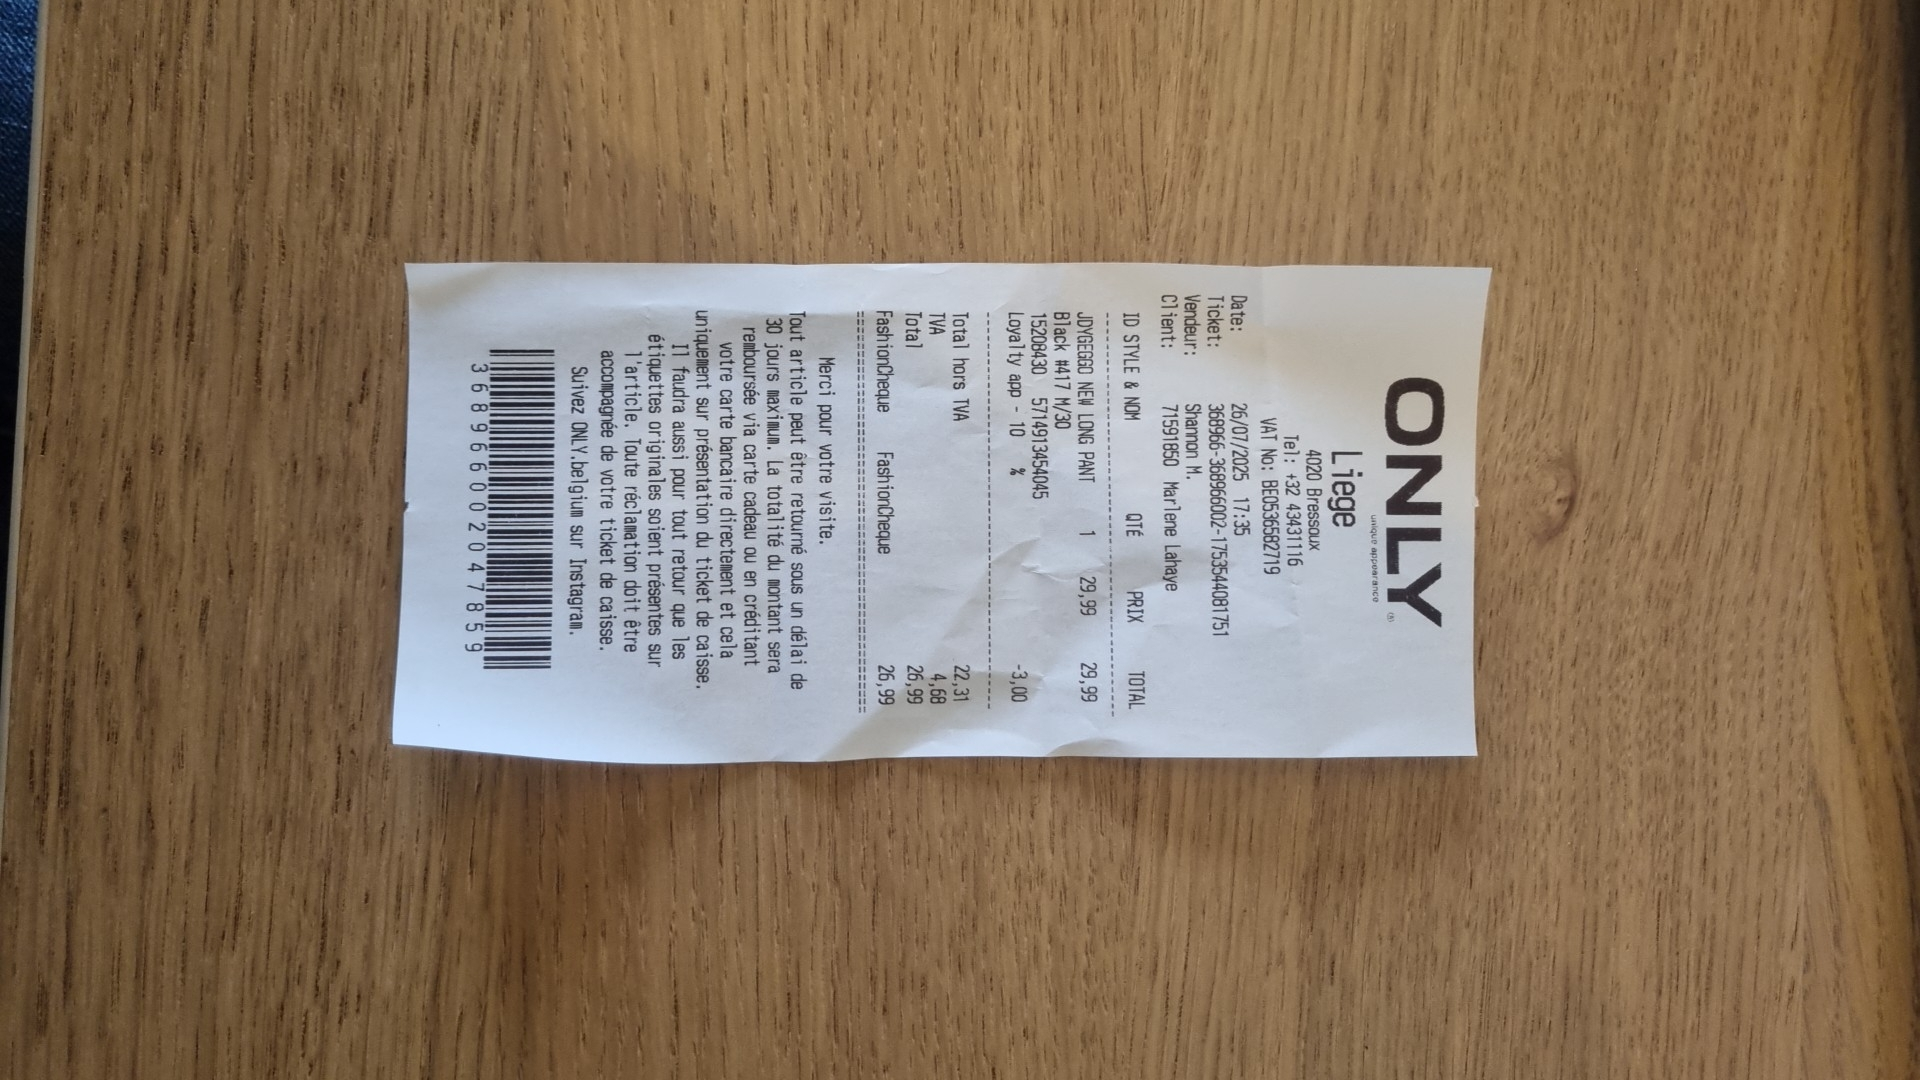 ONLY
unique appearance
Liege
4020 Bressoux
Tel: +32 43431116
VAT No: BE0536582719
Date: 26/07/2025 17:35
Ticket: 368966-368966002-1753544081751
Vendeur: Shannon M.
Client: 71591850 Marlene Lahaye
ID STYLE & NOM QTÉ PRIX TOTAL
JDYGEGGO NEW LONG PANT 1 29,99 29,99
Black #417 M/30
15208430 5714913454045
Loyalty app - 10 % -3,00
Total hors TVA 22,31
TVA 4,68
Total 26,99
FashionCheque FashionCheque 26,99
Merci pour votre visite.
Tout article peut être retourné sous un délai de
30 jours maximum. La totalité du montant sera
remboursée via carte cadeau ou en créditant
votre carte bancaire directement et cela
uniquement sur présentation du ticket de caisse.
Il faudra aussi pour tout retour que les
étiquettes originales soient présentes sur
l'article. Toute réclamation doit être
accompagnée de votre ticket de caisse.
Suivez ONLY.belgium sur Instagram.
368966002047859